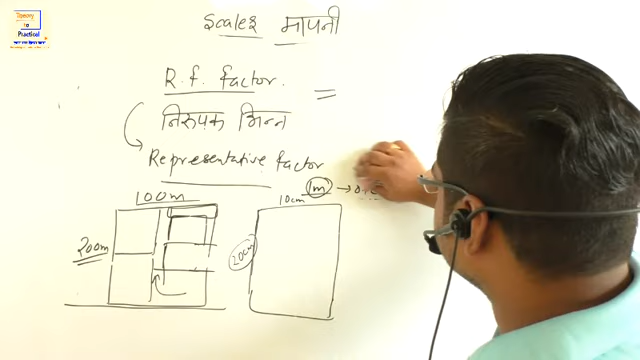 Theory
to
Practical
Scales मापनी
R.f. factor. =
निरूपक भिन्न
Representative factor
100m
10cm 1m →
200m
20cm